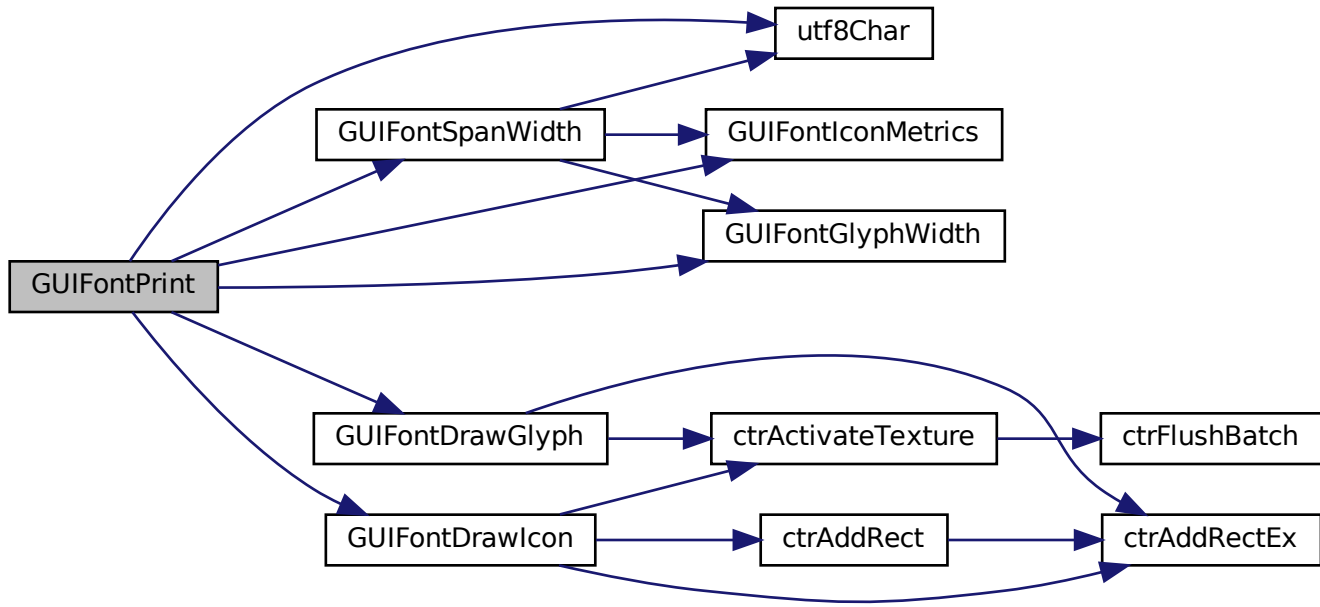 utf8Char
GUIFontSpanWidth
GUIFontIconMetrics
GUIFontGlyphWidth
GUIFontPrint
GUIFontDrawGlyph
ctrActivateTexture
ctrFlushBatch
GUIFontDrawIcon
ctrAddRect
ctrAddRectEx